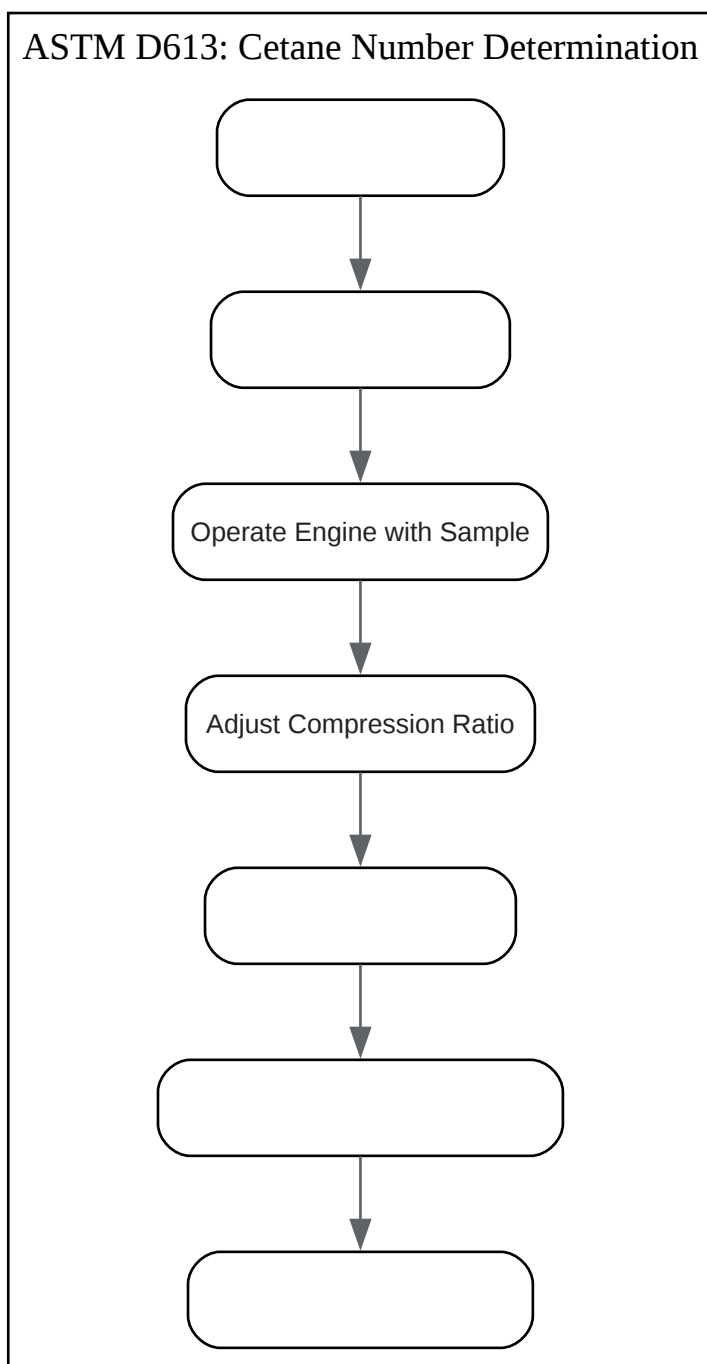 ASTM D613: Cetane Number Determination
Operate Engine with Sample
Adjust Compression Ratio